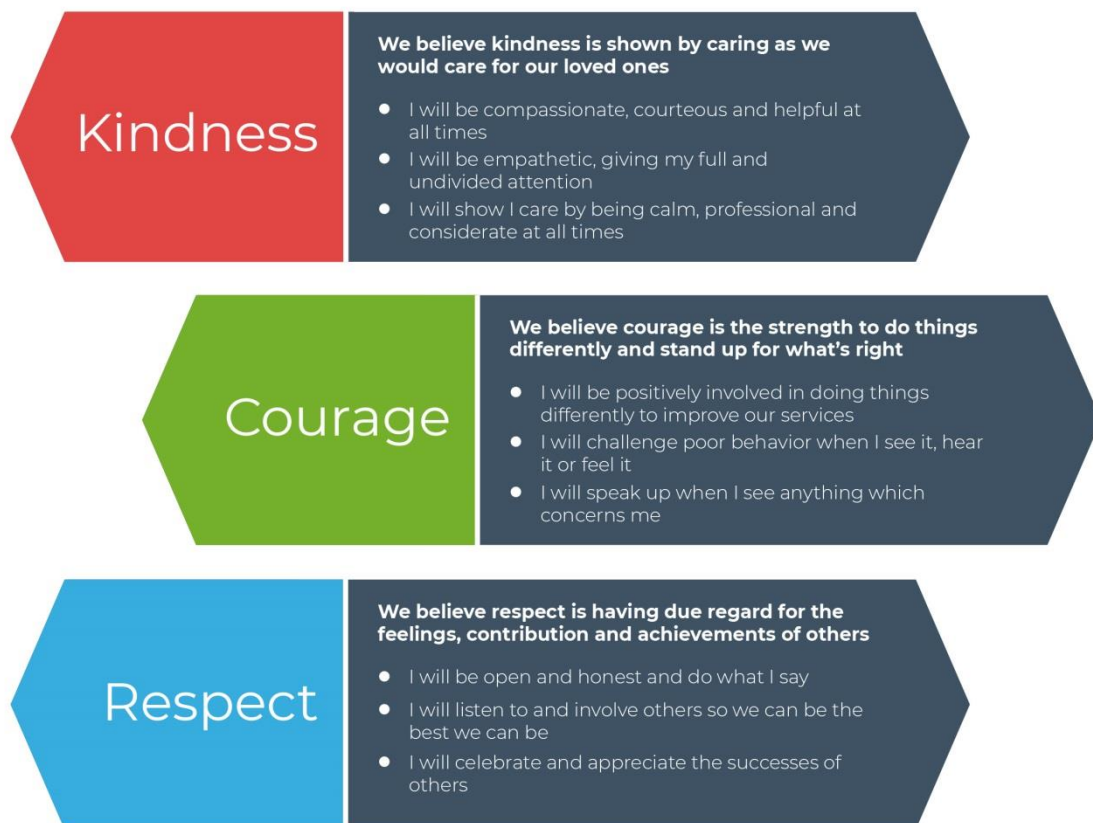 Kindness
We believe kindness is shown by caring as we
would care for our loved ones
● I will be compassionate, courteous and helpful at
all times
● I will be empathetic, giving my full and
undivided attention
● I will show I care by being calm, professional and
considerate at all times
Courage
We believe courage is the strength to do things
differently and stand up for what’s right
● I will be positively involved in doing things
differently to improve our services
● I will challenge poor behavior when I see it, hear
it or feel it
● I will speak up when I see anything which
concerns me
Respect
We believe respect is having due regard for the
feelings, contribution and achievements of others
● I will be open and honest and do what I say
● I will listen to and involve others so we can be the
best we can be
● I will celebrate and appreciate the successes of
others